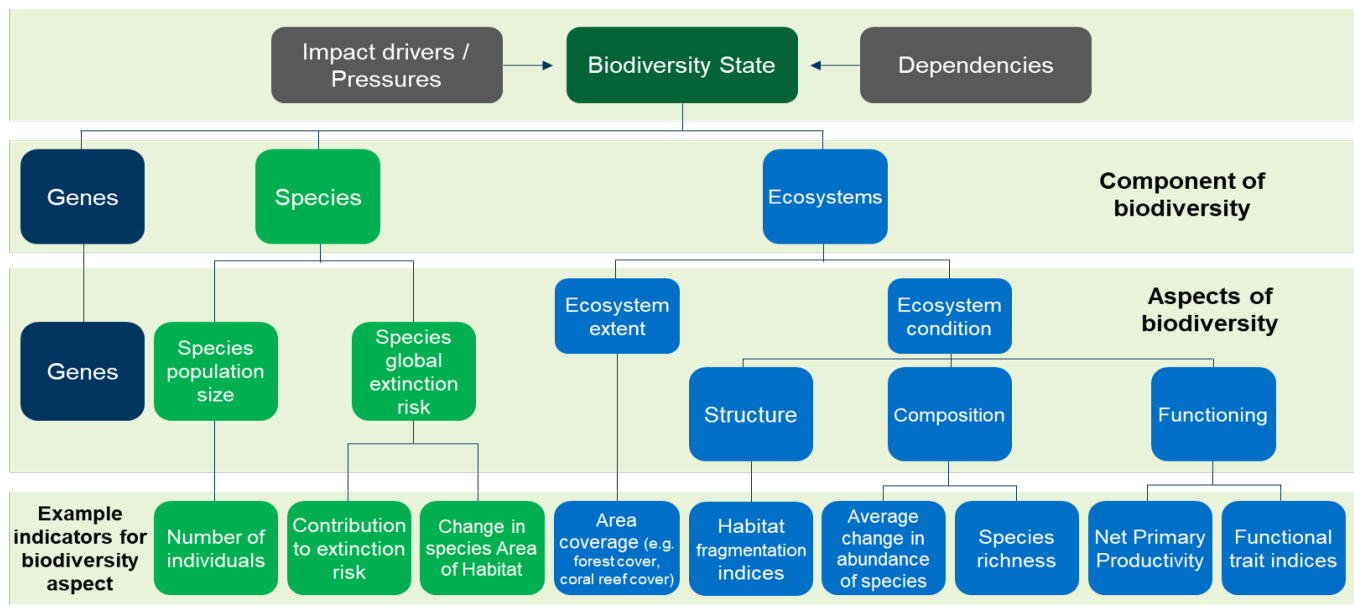 Impact drivers /
Pressures
Biodiversity State
Dependencies
Genes
Species
Ecosystems
Component of
biodiversity
Genes
Species
population
size
Species
global
extinction
risk
Ecosystem
extent
Ecosystem
condition
Aspects of
biodiversity
Structure
Composition
Functioning
Example
indicators for
biodiversity
aspect
Number of
individuals
Contribution
to extinction
risk
Change in
species Area
of Habitat
Area
coverage (e.g.
forest cover,
coral reef cover)
Habitat
fragmentation
indices
Average
change in
abundance
of species
Species
richness
Net Primary
Productivity
Functional
trait indices